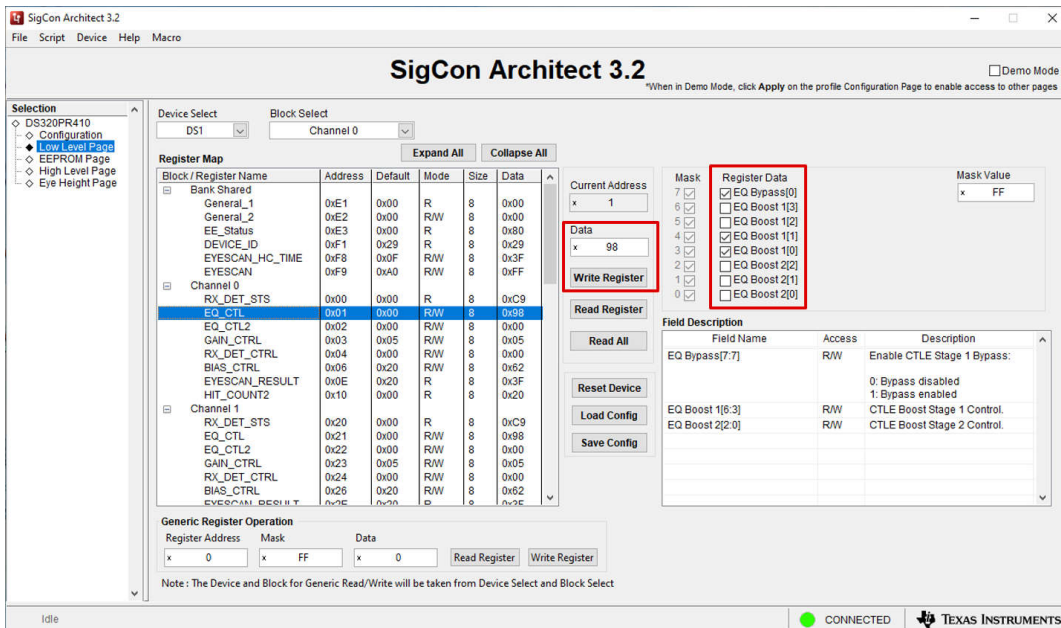 SigCon Architect 3.2
File Script Device Help Macro
SigCon Architect 3.2
Demo Mode
*When in Demo Mode, click Apply on the profile Configuration Page to enable access to other pages
Selection
DS320PR410
Configuration
Low Level Page
EEPROM Page
High Level Page
Eye Height Page
Device Select Block Select
DS1 Channel 0
Expand All Collapse All
Register Map
Block / Register Name Address Default Mode Size Data
Bank Shared
General_1 0xE1 0x00 R 8 0x00
General_2 0xE2 0x00 R/W 8 0x00
EE_Status 0xE3 0x00 R 8 0x80
DEVICE_ID 0xF1 0x29 R 8 0x29
EYESCAN_HC_TIME 0xF8 0x0F R/W 8 0x3F
EYESCAN 0xF9 0xA0 R/W 8 0xFF
Channel 0
RX_DET_STS 0x00 0x00 R 8 0xC9
EQ_CTL 0x01 0x00 R/W 8 0x98
EQ_CTL2 0x02 0x00 R/W 8 0x00
GAIN_CTRL 0x03 0x05 R/W 8 0x05
RX_DET_CTRL 0x04 0x00 R/W 8 0x00
BIAS_CTRL 0x06 0x20 R/W 8 0x62
EYESCAN_RESULT 0x0E 0x20 R 8 0x3F
HIT_COUNT2 0x10 0x00 R 8 0x20
Channel 1
RX_DET_STS 0x20 0x00 R 8 0xC9
EQ_CTL 0x21 0x00 R/W 8 0x98
EQ_CTL2 0x22 0x00 R/W 8 0x00
GAIN_CTRL 0x23 0x05 R/W 8 0x05
RX_DET_CTRL 0x24 0x00 R/W 8 0x00
BIAS_CTRL 0x26 0x20 R/W 8 0x62
EYESCAN_RESULT 0x2E 0x20 R 8 0x3F
Current Address
x 1
Data
x 98
Write Register
Read Register
Read All
Reset Device
Load Config
Save Config
Mask Register Data
7 EQ Bypass[0]
6 EQ Boost 1[3]
5 EQ Boost 1[2]
4 EQ Boost 1[1]
3 EQ Boost 1[0]
2 EQ Boost 2[2]
1 EQ Boost 2[1]
0 EQ Boost 2[0]
Mask Value
x FF
Field Description
Field Name Access Description
EQ Bypass[7:7] R/W Enable CTLE Stage 1 Bypass:
0: Bypass disabled
1: Bypass enabled
EQ Boost 1[6:3] R/W CTLE Boost Stage 1 Control.
EQ Boost 2[2:0] R/W CTLE Boost Stage 2 Control.
Generic Register Operation
Register Address Mask Data
x 0 x FF x 0 Read Register Write Register
Note : The Device and Block for Generic Read/Write will be taken from Device Select and Block Select
Idle CONNECTED TEXAS INSTRUMENTS